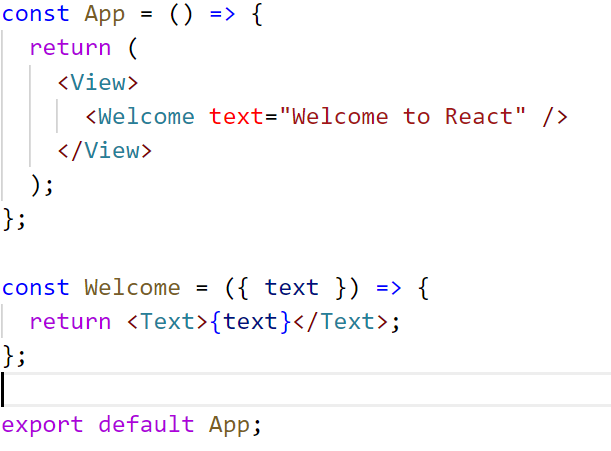 const App = () => {
  return (
    <View>
      <Welcome text="Welcome to React" />
    </View>
  );
};

const Welcome = ({ text }) => {
  return <Text>{text}</Text>;
};

export default App;